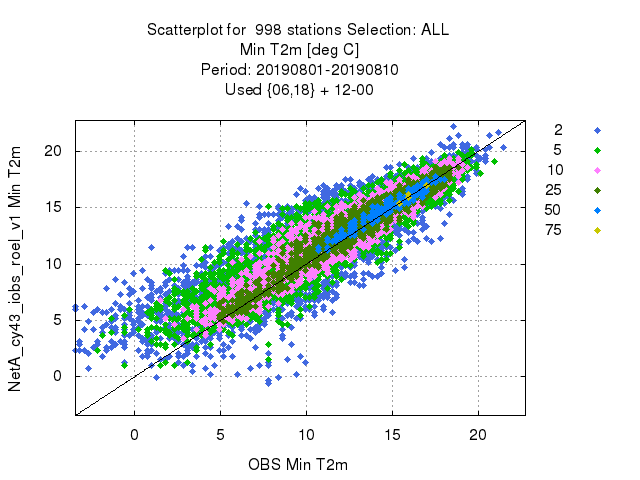 Scatterplot for 998 stations Selection: ALL
Min T2m [deg C]
Period: 20190801-20190810
Used {06,18} + 12-00
NetA_cy43_iobs_roel_v1 Min T2m
20
15
10
5
0
0 5 10 15 20
OBS Min T2m
2
5
10
25
50
75